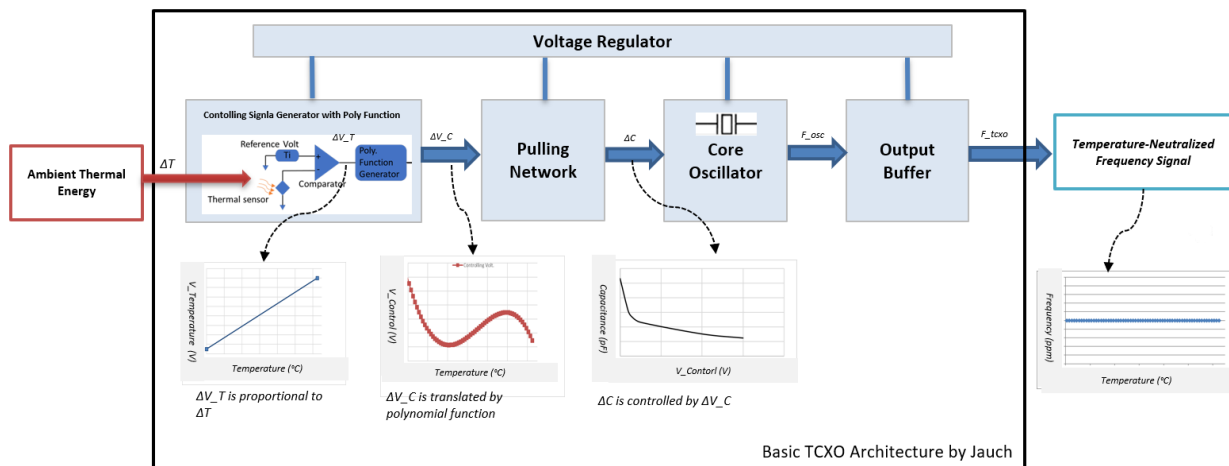 Voltage Regulator
Contolling Signla Generator with Poly Function
Reference Volt
Ti
+
-
Comparator
Thermal sensor
ΔV_T
Poly.
Function
Generator
Ambient Thermal
Energy
ΔT
ΔV_C
Pulling
Network
ΔC
Core
Oscillator
F_osc
Output
Buffer
F_tcxo
Temperature-Neutralized
Frequency Signal
V_Temperature (V)
Temperature (°C)
ΔV_T is proportional to
ΔT
Controlling Volt.
V_Control (V)
Temperature (°C)
ΔV_C is translated by
polynomial function
Capacitance (pF)
V_Contorl (V)
ΔC is controlled by ΔV_C
Frequency (ppm)
Temperature (°C)
Basic TCXO Architecture by Jauch